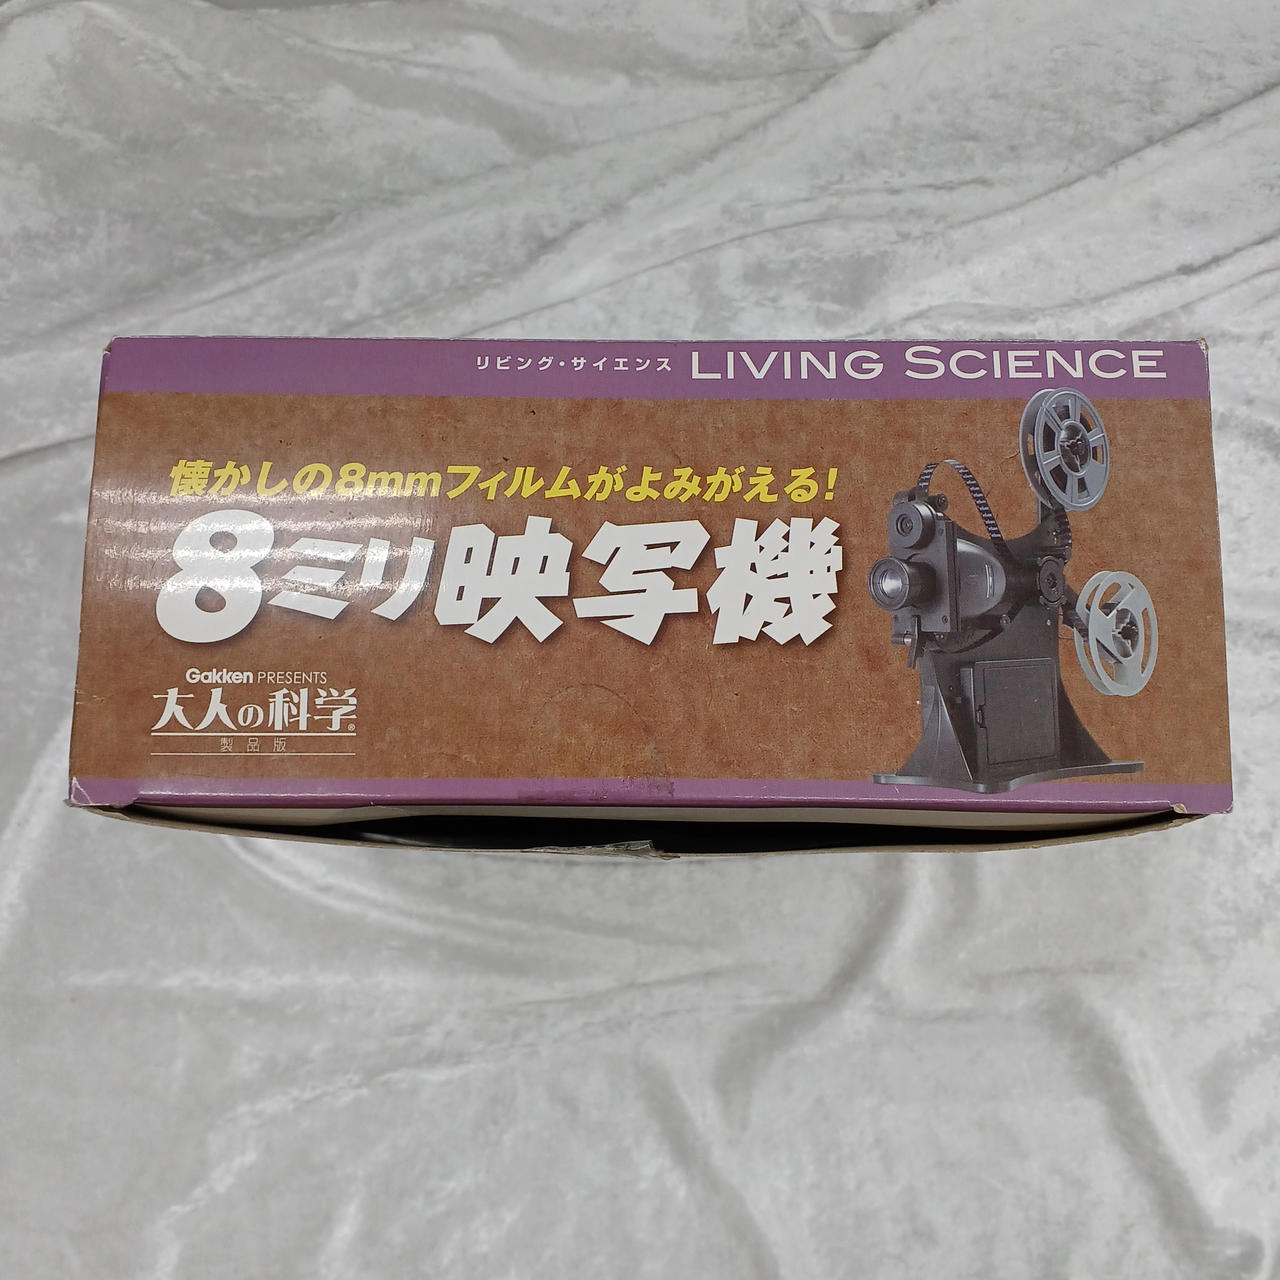 リビング・サイエンス LIVING SCIENCE
懐かしの8mmフィルムがよみがえる!
8ミリ映写機
Gakken PRESENTS
大人の科学®
製品版